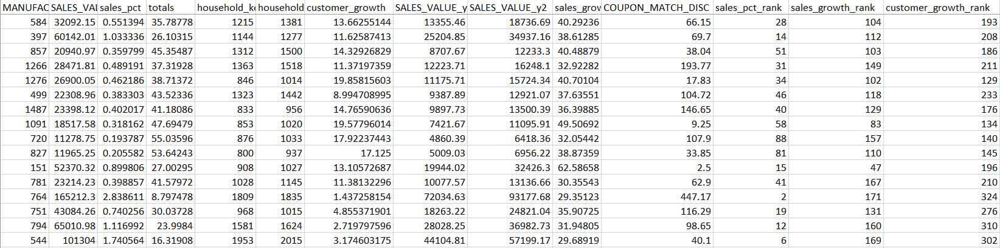 MANUFAC SALES_VAL sales_pct totals household_ke household customer_growth SALES_VALUE_y SALES_VALUE_y2 sales_grow COUPON_MATCH_DISC sales_pct_rank sales_growth_rank customer_growth_rank
584 32092.15 0.551394 35.78778 1215 1381 13.66255144 13355.46 18736.69 40.29236 66.15 28 104 193
397 60142.01 1.033336 26.10315 1144 1277 11.62587413 25204.85 34937.16 38.61285 69.7 14 112 208
857 20940.97 0.359799 45.35487 1312 1500 14.32926829 8707.67 12233.3 40.48879 38.04 51 103 186
1266 28471.81 0.489191 37.31928 1363 1518 11.37197359 12223.71 16248.1 32.92282 193.77 31 149 211
1276 26900.05 0.462186 38.71372 846 1014 19.85815603 11175.71 15724.34 40.70104 17.83 34 102 129
499 22308.96 0.383303 43.52336 1323 1442 8.994708995 9387.89 12921.07 37.63551 104.72 46 118 233
1487 23398.12 0.402017 41.18086 833 956 14.76590636 9897.73 13500.39 36.39885 146.65 40 129 176
1091 18517.58 0.318162 47.69479 853 1020 19.57796014 7421.67 11095.91 49.50692 9.25 58 83 134
720 11278.75 0.193787 55.03596 876 1033 17.92237443 4860.39 6418.36 32.05442 107.9 88 157 140
827 11965.25 0.205582 53.64243 800 937 17.125 5009.03 6956.22 38.87359 33.85 81 110 145
151 52370.32 0.899806 27.00295 908 1027 13.10572687 19944.02 32426.3 62.58658 2.5 15 47 196
781 23214.23 0.398857 41.57972 1028 1145 11.38132296 10077.57 13136.66 30.35543 62.9 41 167 210
764 165212.3 2.838611 8.797478 1809 1835 1.437258154 72034.63 93177.68 29.35123 447.17 2 171 324
751 43084.26 0.740256 30.03728 968 1015 4.855371901 18263.22 24821.04 35.90725 116.29 19 131 276
794 65010.98 1.116992 23.9984 1581 1624 2.719797596 28028.25 36982.73 31.94805 98.65 12 160 310
544 101304 1.740564 16.31908 1953 2015 3.174603175 44104.81 57199.17 29.68919 40.1 6 169 302